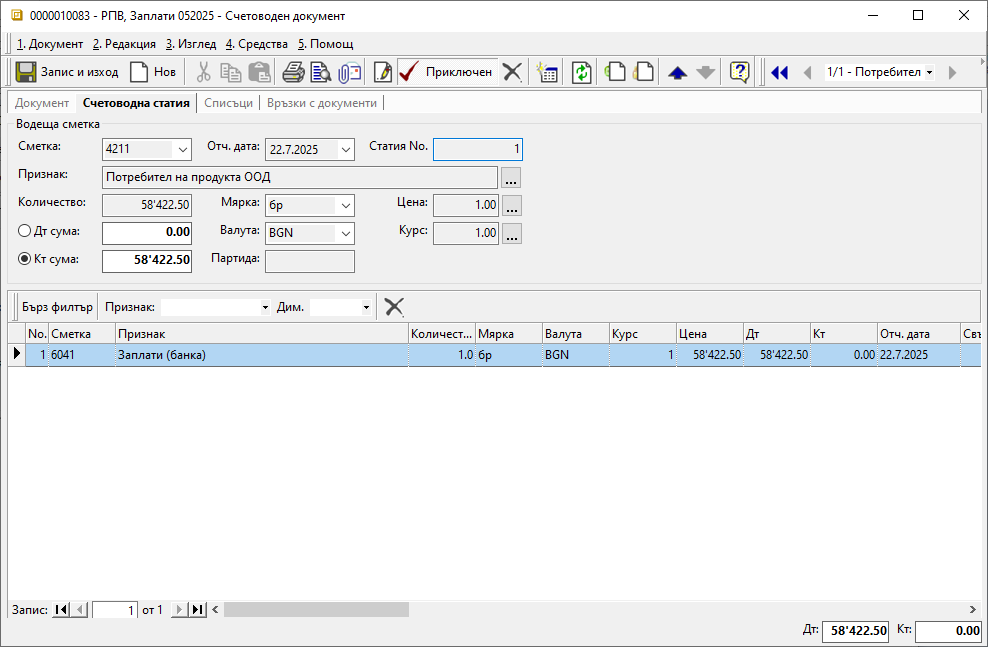 0000010083 - РПВ, Заплати 052025 - Счетоводен документ
1. Документ 2. Редакция 3. Изглед 4. Средства 5. Помощ
Запис и изход Нов Приключен 1/1 - Потребител
Документ Счетоводна статия Списъци Връзки с документи
Водеща сметка
Сметка: 4211 Отч. дата: 22.7.2025 Статия No. 1
Признак: Потребител на продукта ООД ...
Количество: 58'422.50 Мярка: бр Цена: 1.00 ...
Дт сума: 0.00 Валута: BGN Курс: 1.00 ...
Кт сума: 58'422.50 Партида:
Бърз филтър Признак: Дим.
No. Сметка Признак Количест... Мярка Валута Курс Цена Дт Кт Отч. дата Свъ
1 6041 Заплати (банка) 1.0 бр BGN 1 58'422.50 58'422.50 0.00 22.7.2025
Запис: 1 от 1
Дт: 58'422.50 Кт: 0.00